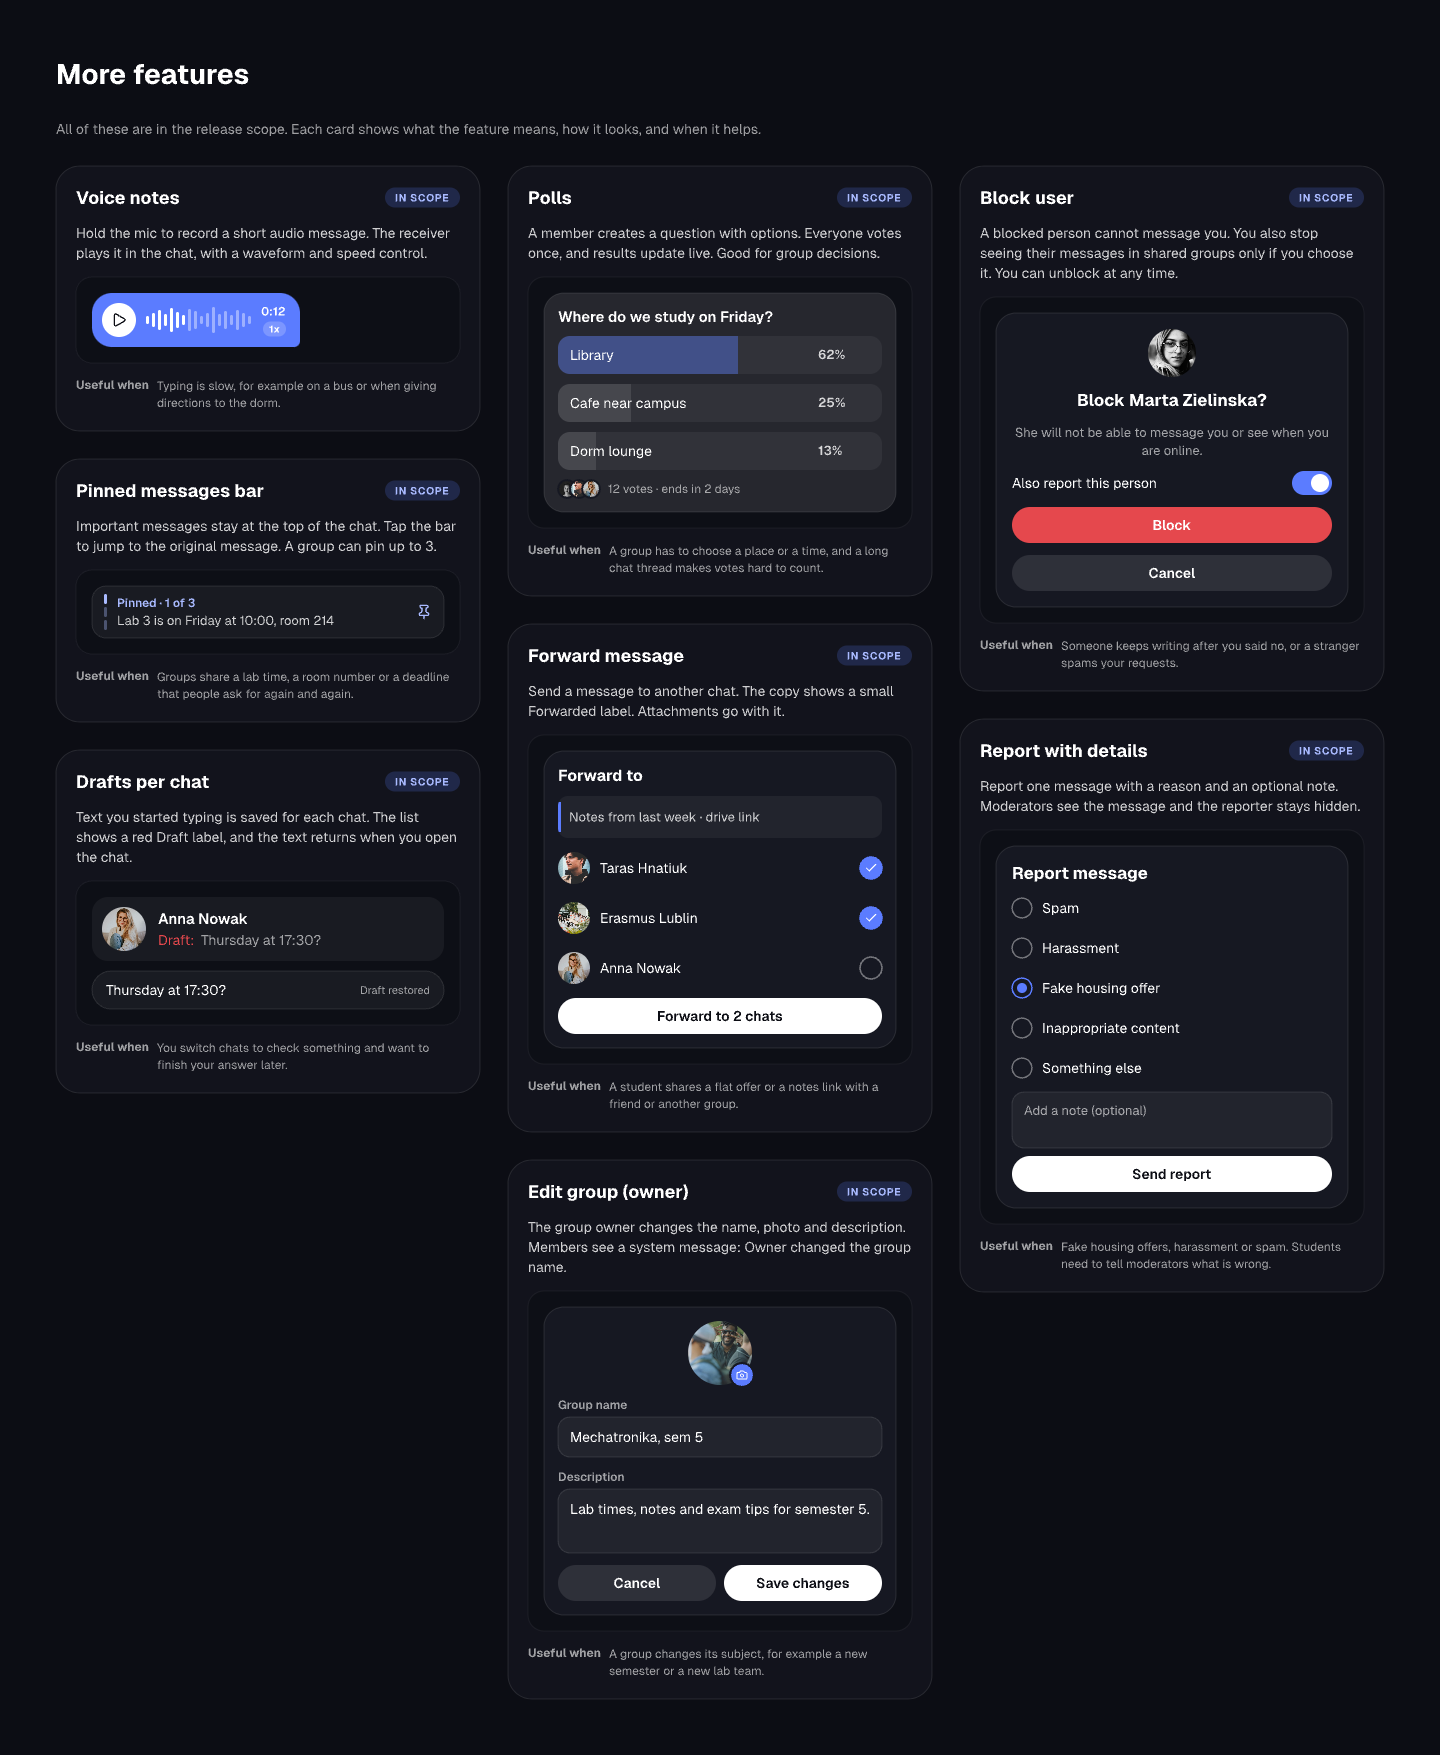 More features
All of these are in the release scope. Each card shows what the feature means, how it looks, and when it helps.
Voice notes
IN SCOPE
Hold the mic to record a short audio message. The receiver
plays it in the chat, with a waveform and speed control.
0:12
1x
Useful when
Typing is slow, for example on a bus or when giving
directions to the dorm.
Pinned messages bar
IN SCOPE
Important messages stay at the top of the chat. Tap the bar
to jump to the original message. A group can pin up to 3.
Pinned · 1 of 3
Lab 3 is on Friday at 10:00, room 214
Useful when
Groups share a lab time, a room number or a deadline
that people ask for again and again.
Drafts per chat
IN SCOPE
Text you started typing is saved for each chat. The list
shows a red Draft label, and the text returns when you open
the chat.
Anna Nowak
Draft: Thursday at 17:30?
Thursday at 17:30?
Draft restored
Useful when
You switch chats to check something and want to
finish your answer later.
Polls
IN SCOPE
A member creates a question with options. Everyone votes
once, and results update live. Good for group decisions.
Where do we study on Friday?
Library
62%
Cafe near campus
25%
Dorm lounge
13%
12 votes · ends in 2 days
Useful when
A group has to choose a place or a time, and a long
chat thread makes votes hard to count.
Forward message
IN SCOPE
Send a message to another chat. The copy shows a small
Forwarded label. Attachments go with it.
Forward to
Notes from last week · drive link
Taras Hnatiuk
Erasmus Lublin
Anna Nowak
Forward to 2 chats
Useful when
A student shares a flat offer or a notes link with a
friend or another group.
Edit group (owner)
IN SCOPE
The group owner changes the name, photo and description.
Members see a system message: Owner changed the group
name.
Group name
Mechatronika, sem 5
Description
Lab times, notes and exam tips for semester 5.
Cancel
Save changes
Useful when
A group changes its subject, for example a new
semester or a new lab team.
Block user
IN SCOPE
A blocked person cannot message you. You also stop
seeing their messages in shared groups only if you choose
it. You can unblock at any time.
Block Marta Zielinska?
She will not be able to message you or see when you
are online.
Also report this person
Block
Cancel
Useful when
Someone keeps writing after you said no, or a stranger
spams your requests.
Report with details
IN SCOPE
Report one message with a reason and an optional note.
Moderators see the message and the reporter stays hidden.
Report message
Spam
Harassment
Fake housing offer
Inappropriate content
Something else
Add a note (optional)
Send report
Useful when
Fake housing offers, harassment or spam. Students
need to tell moderators what is wrong.